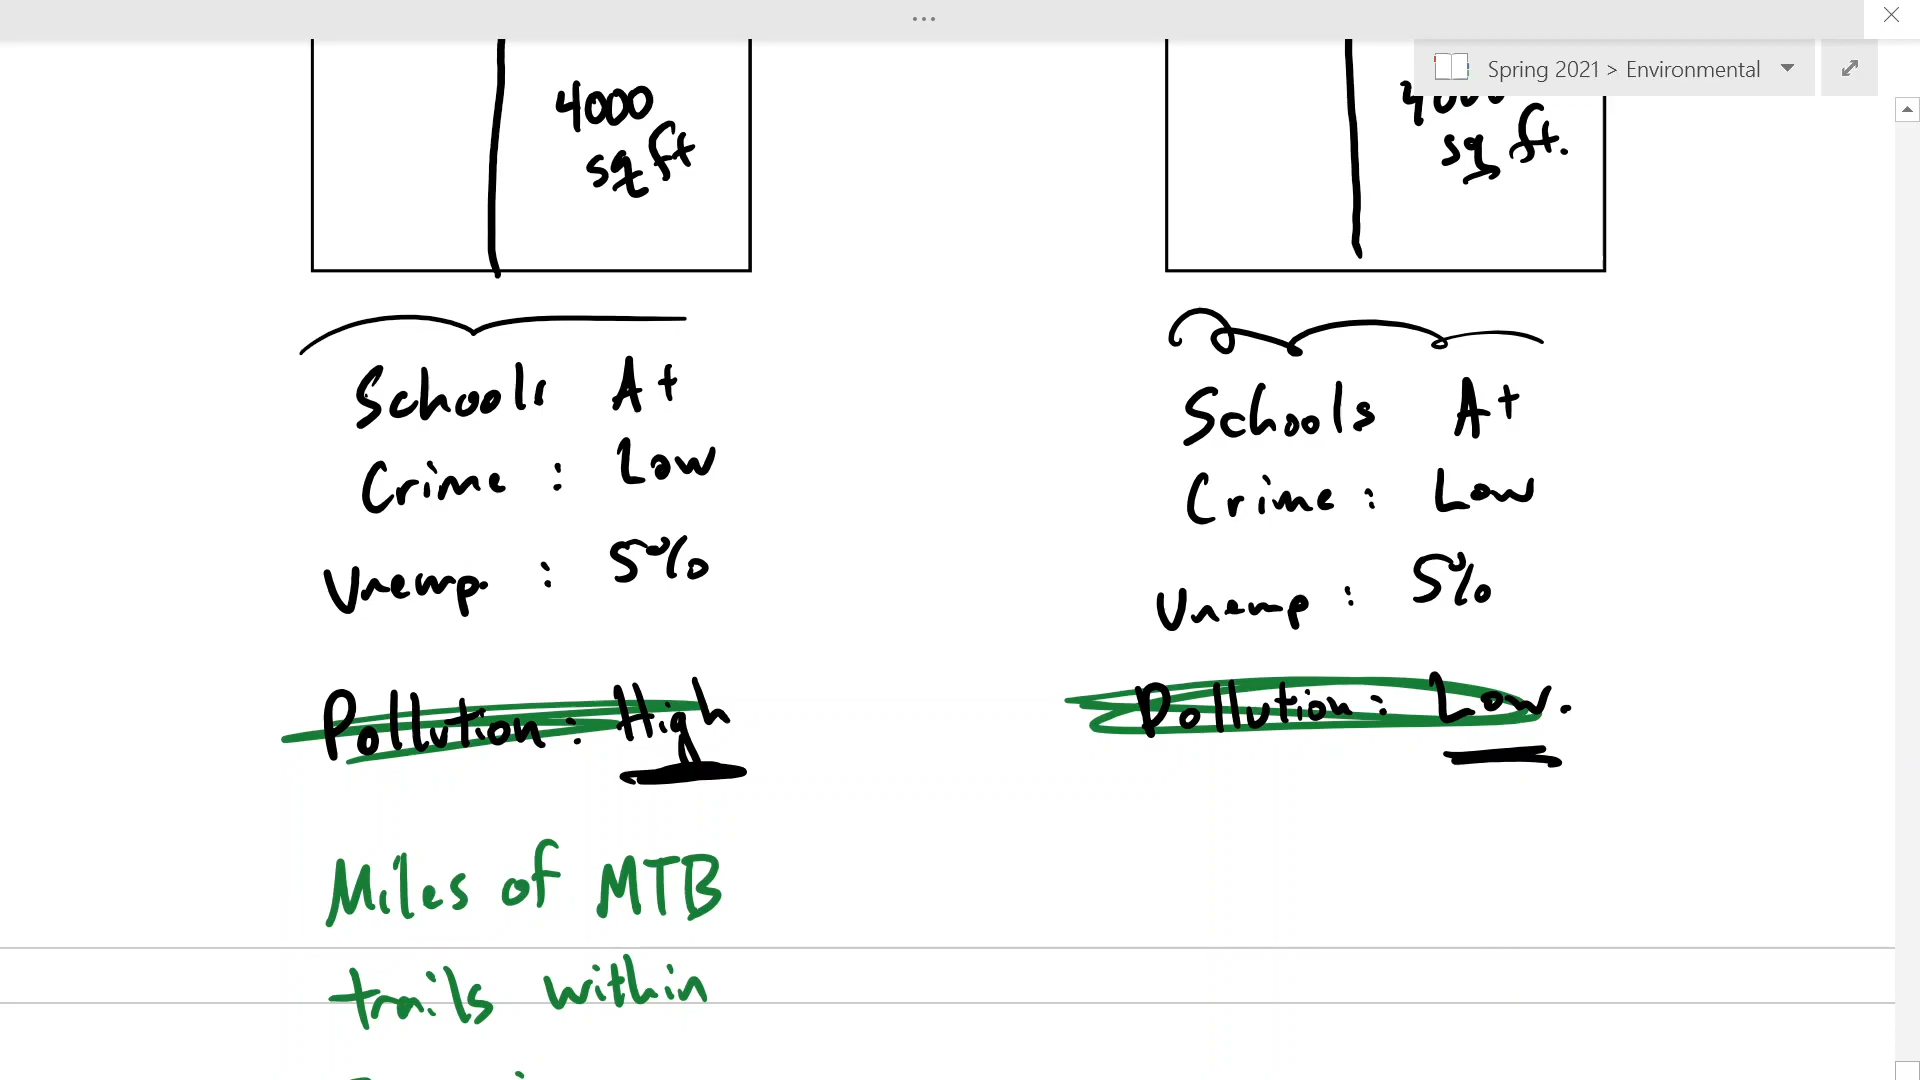 Spring 2021 > Environmental
4000
sq ft
4000
sq ft.
Schools A+
Crime : Low
Unemp. : 5%
Pollution : High
Schools A+
Crime : Low
Unemp : 5%
Pollution : Low.
Miles of MTB
trails within